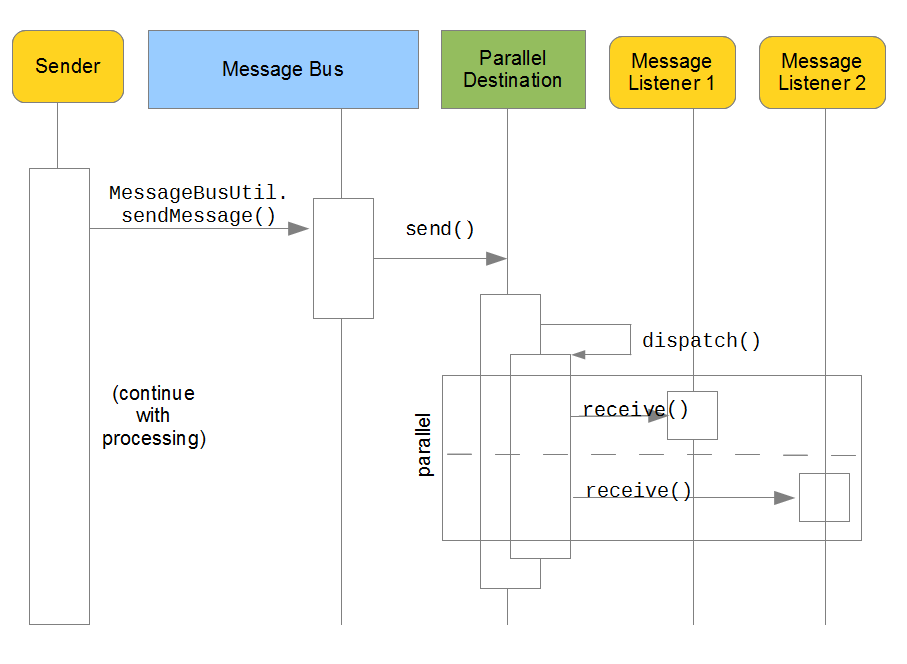 Sender
Message Bus
Parallel
Destination
Message
Listener 1
Message
Listener 2
MessageBusUtil.
sendMessage()
send()
dispatch()
(continue
with
processing)
parallel
receive()
receive()